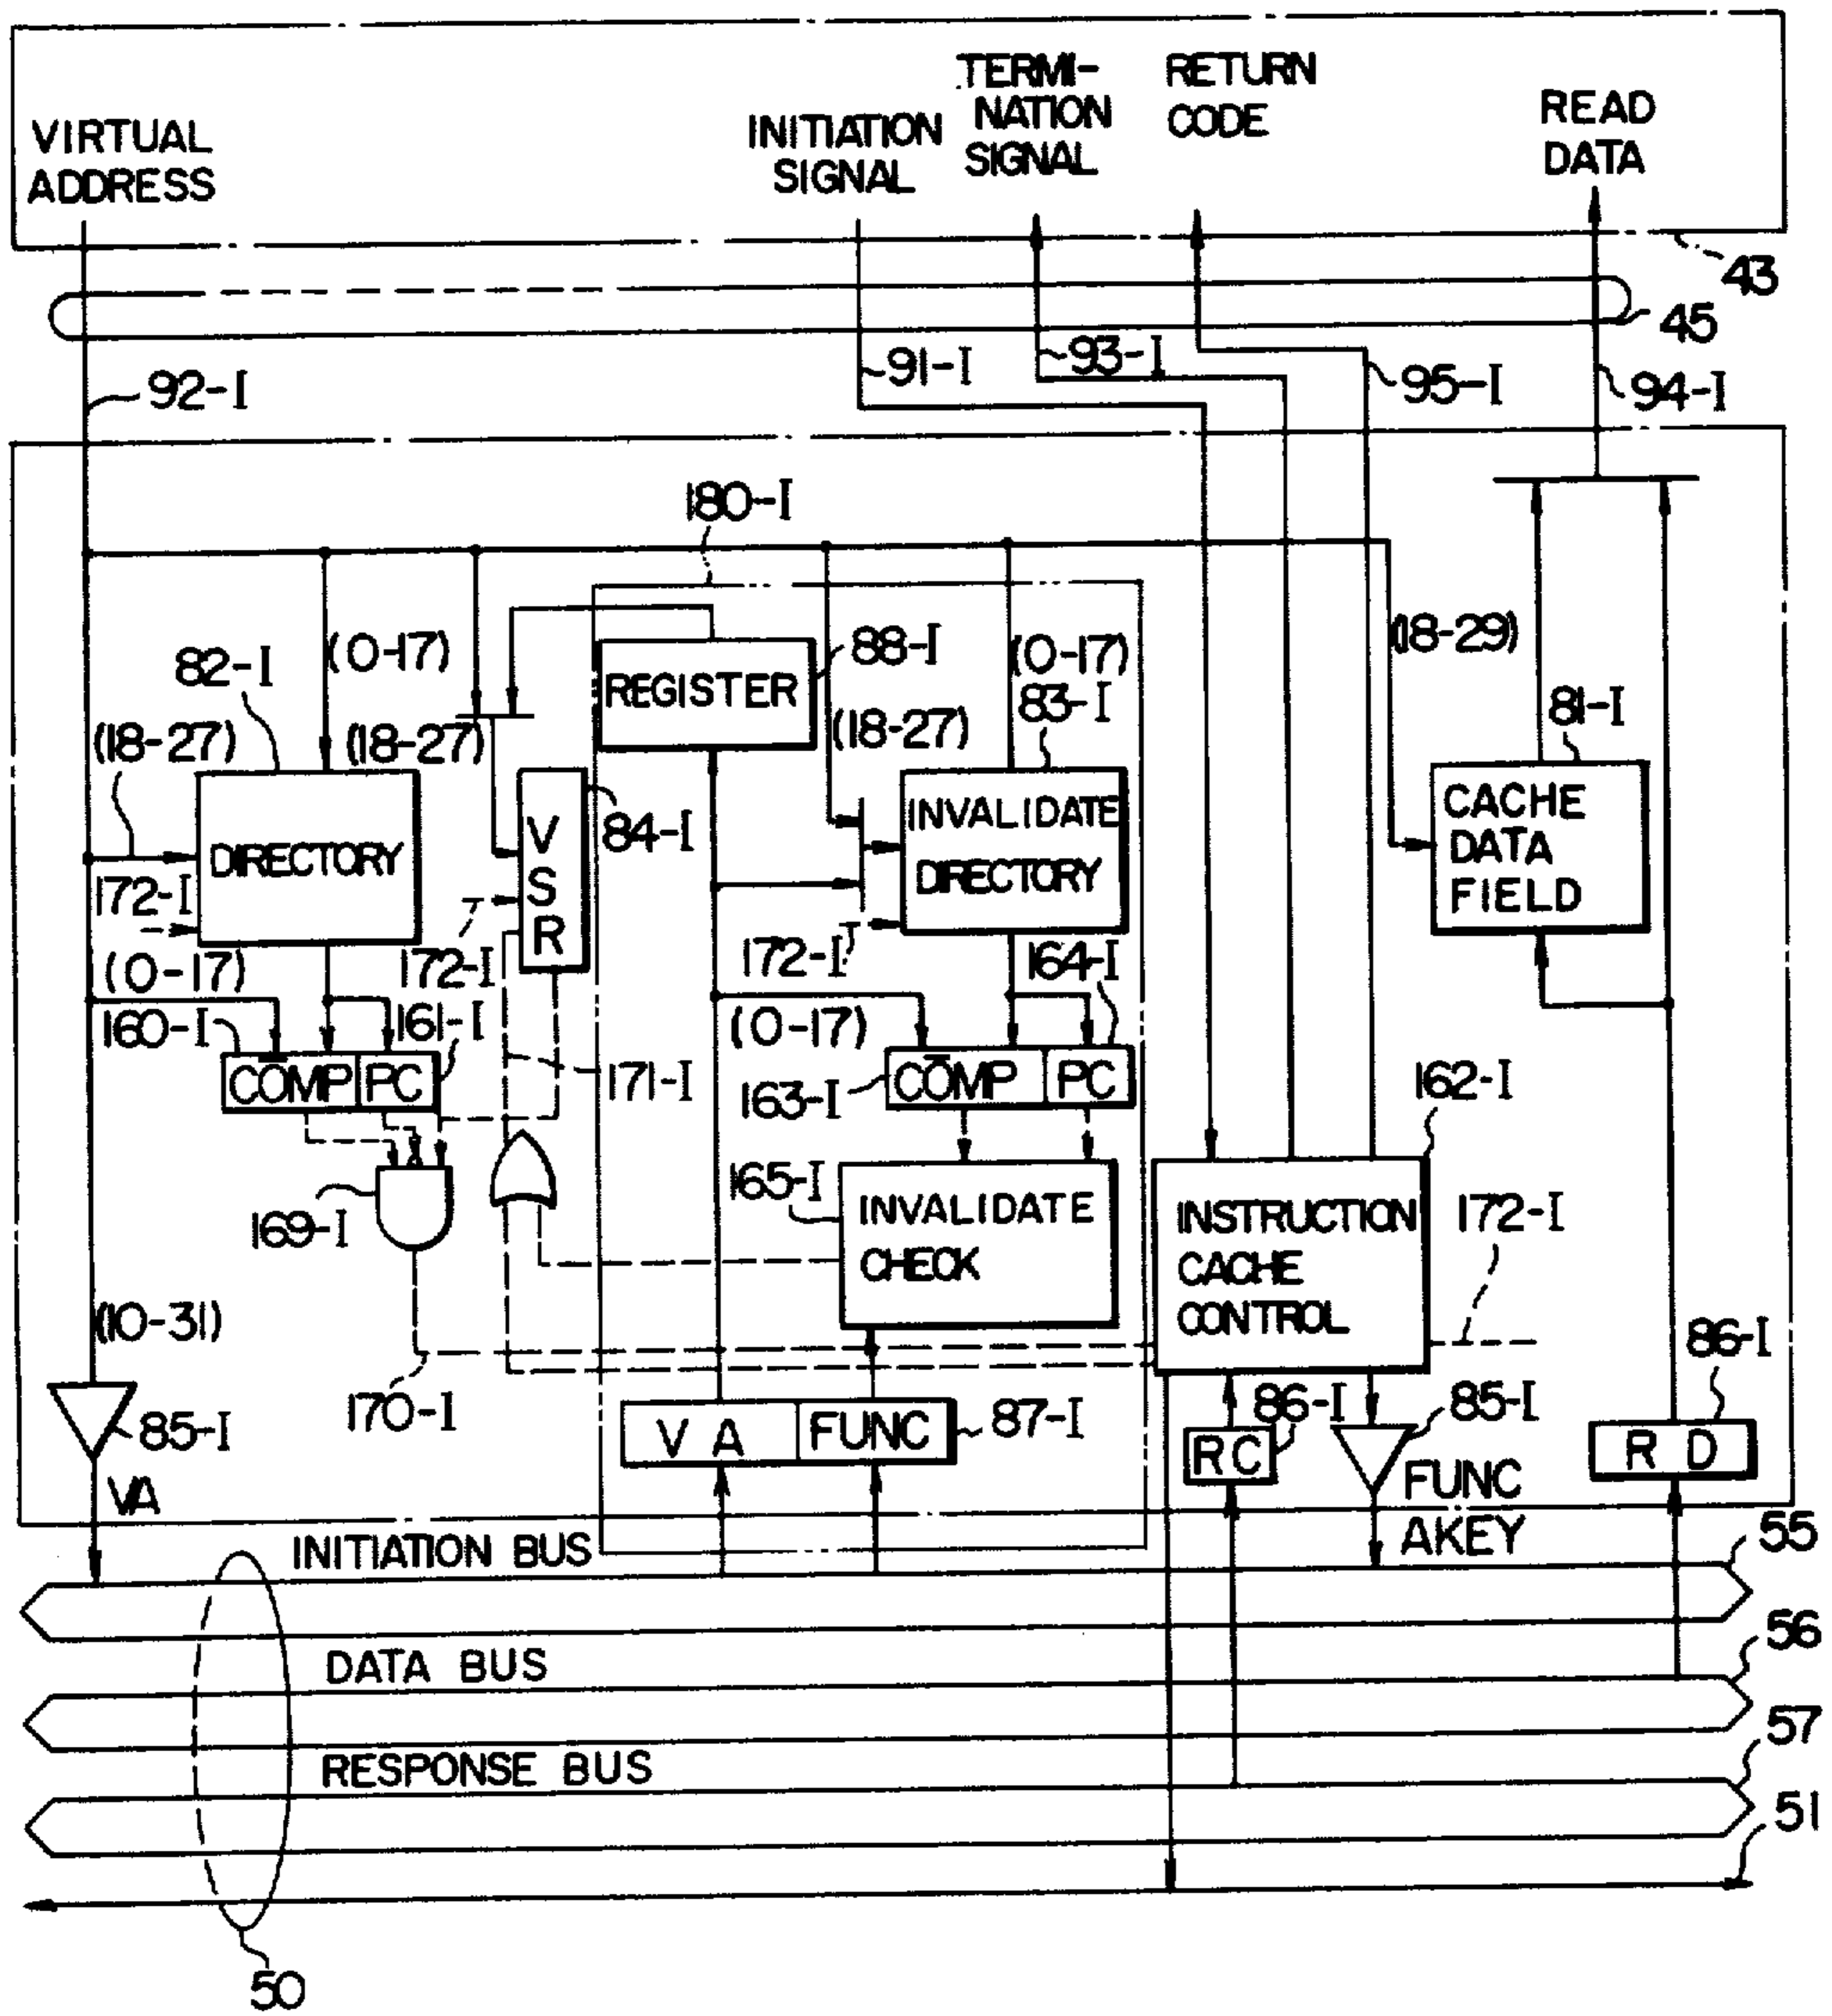 VIRTUAL
ADDRESS
INITIATION
SIGNAL
TERMI-
NATION
SIGNAL
RETURN
CODE
READ
DATA
43
45
92-I
91-I
93-I
95-I
94-I
180-I
82-I
(0-17)
(18-27)
(18-27)
REGISTER
88-I
(18-27)
(0-17)
83-I
(18-29)
81-I
DIRECTORY
172-I
V
S
R
84-I
172-I
INVALIDATE
DIRECTORY
172-I
CACHE
DATA
FIELD
(0-17)
160-I
161-I
COMP
PC
171-I
(0-17)
164-I
163-I
COMP
PC
162-I
169-I
165-I
INVALIDATE
CHECK
INSTRUCTION
CACHE
CONTROL
172-I
(10-31)
170-I
85-I
VA
V A
FUNC
87-I
86-I
RC
85-I
FUNC
AKEY
86-I
R D
INITIATION BUS
55
DATA BUS
56
RESPONSE BUS
57
51
50